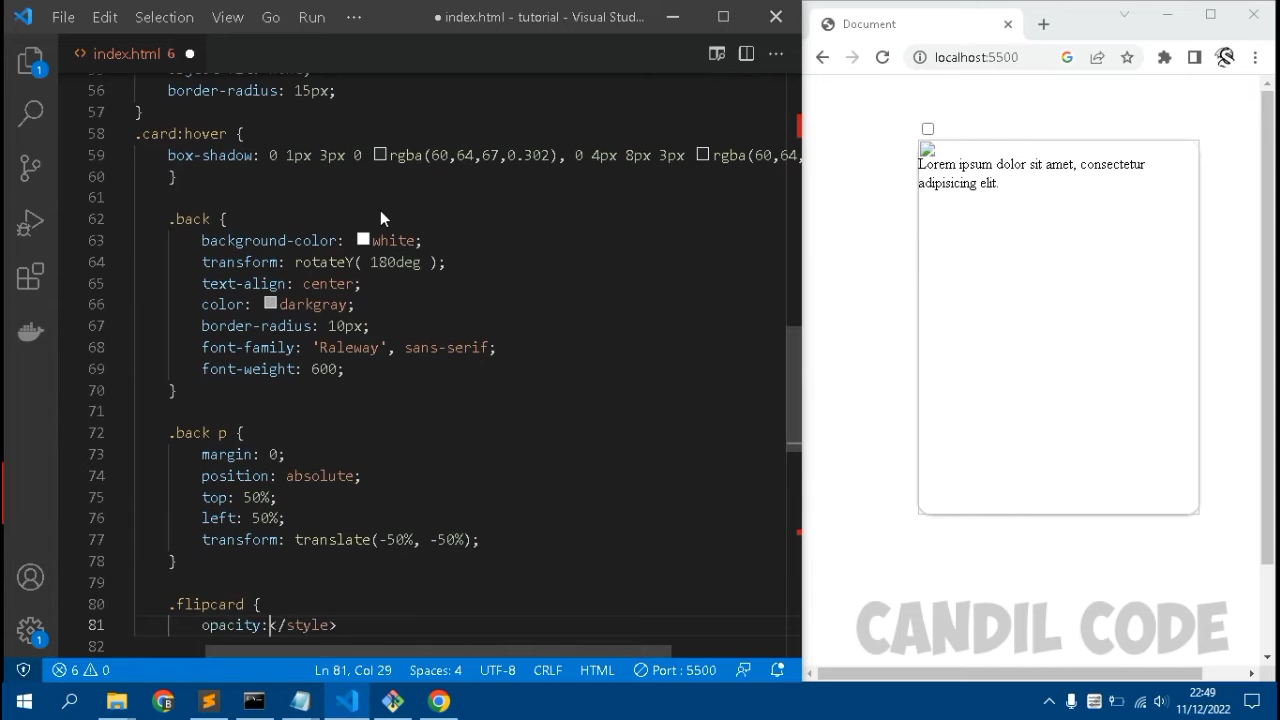 File Edit Selection View Go Run ··· ● index.html - tutorial - Visual Stud...
<> index.html 6 ●
56 border-radius: 15px;
57 }
58 .card:hover {
59 box-shadow: 0 1px 3px 0 rgba(60,64,67,0.302), 0 4px 8px 3px rgba(60,64,
60 }
61
62 .back {
63 background-color: white;
64 transform: rotateY( 180deg );
65 text-align: center;
66 color: darkgray;
67 border-radius: 10px;
68 font-family: 'Raleway', sans-serif;
69 font-weight: 600;
70 }
71
72 .back p {
73 margin: 0;
74 position: absolute;
75 top: 50%;
76 left: 50%;
77 transform: translate(-50%, -50%);
78 }
79
80 .flipcard {
81 opacity:</style>
82
1
1
1
6 0 Ln 81, Col 29 Spaces: 4 UTF-8 CRLF HTML Port : 5500
Document
localhost:5500
Lorem ipsum dolor sit amet, consectetur
adipisicing elit.
CANDIL CODE
22:49
11/12/2022